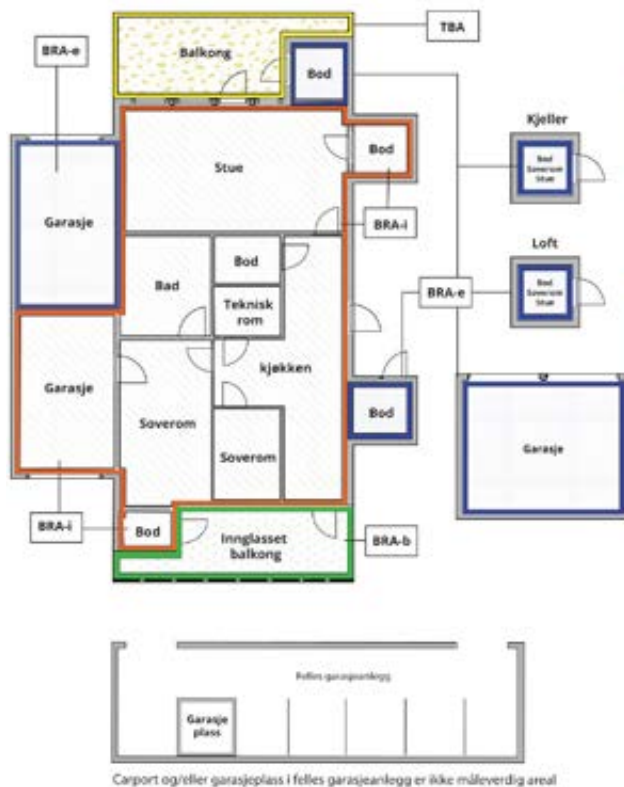 TBA
BRA-e
Balkong
Bod
Kjeller
Bod
Soverom
Stue
Stue
Bod
BRA-i
Garasje
Loft
Bod
Soverom
Stue
Bad
Bod
Teknisk
rom
BRA-e
kjøkken
Garasje
Soverom
Soverom
Bod
Garasje
BRA-i
Bod
Innglasset
balkong
BRA-b
Felles garasjeanlegg
Garasje
plass
Carport og/eller garasjeplass i felles garasjeanlegg er ikke måleverdig areal